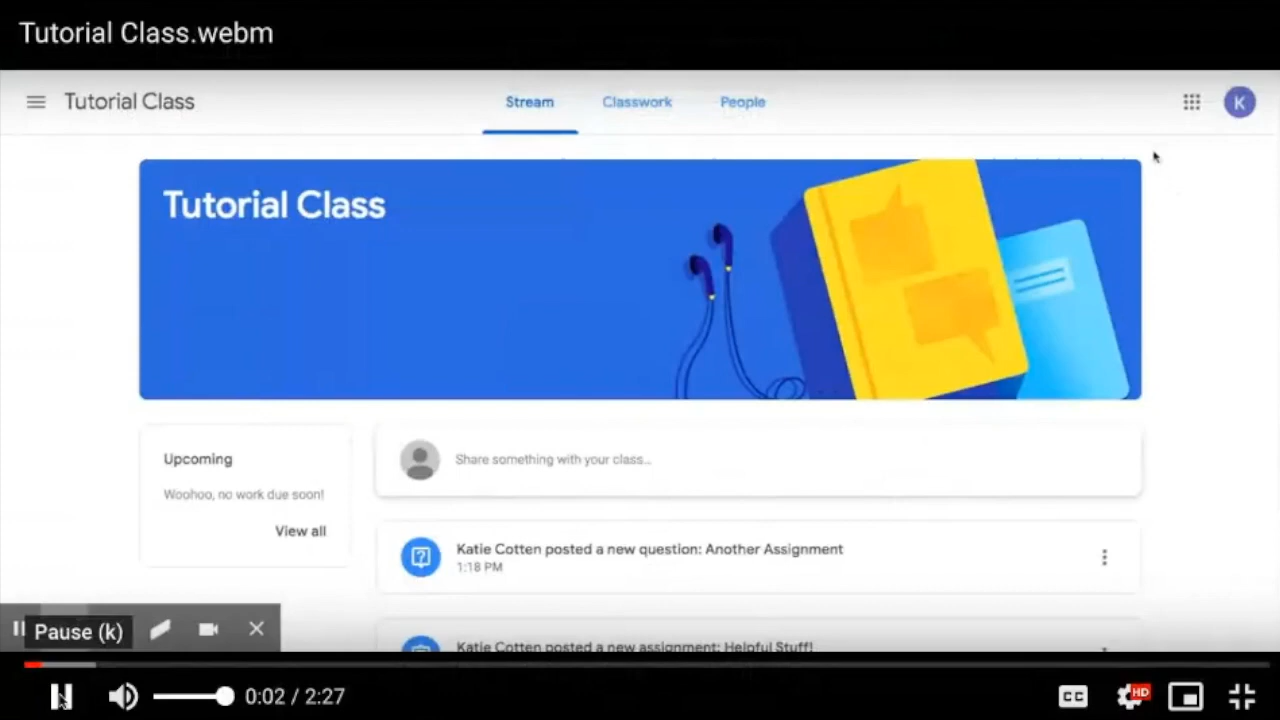 Tutorial Class.webm
Tutorial Class
Stream
Classwork
People
K
Tutorial Class
Upcoming
Woohoo, no work due soon!
View all
Share something with your class...
Katie Cotten posted a new question: Another Assignment
1:18 PM
Katie Cotten posted a new assignment: Helpful Stuff!
Pause (k)
0:02 / 2:27
CC
HD